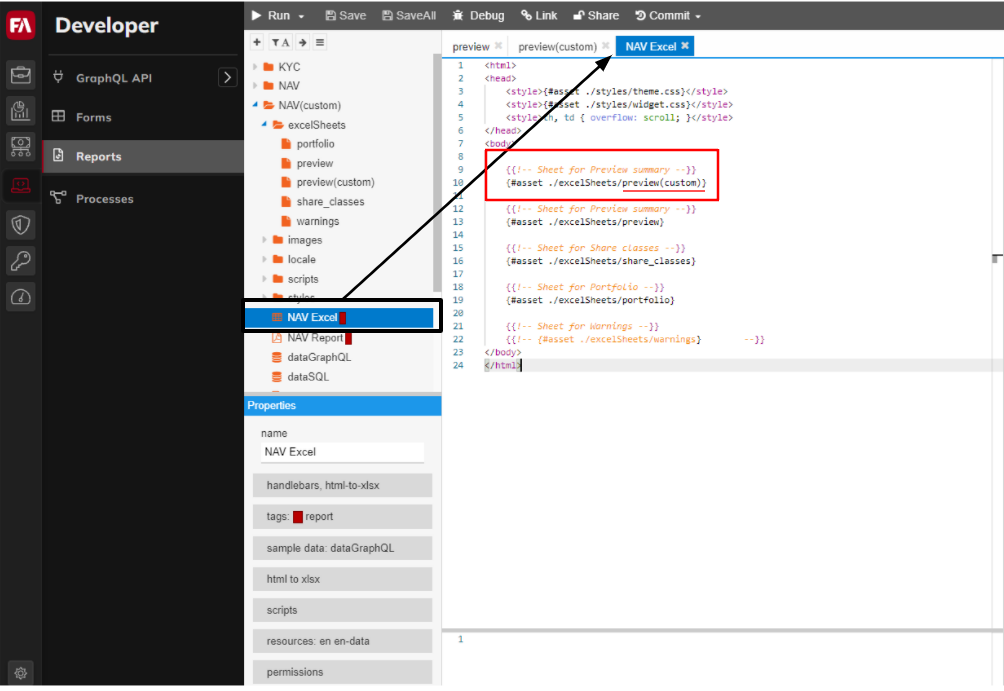 FA
Developer
GraphQL API
Forms
Reports
Processes
Run
Save
SaveAll
Debug
Link
Share
Commit
A
KYC
NAV
NAV(custom)
excelSheets
portfolio
preview
preview(custom)
share_classes
warnings
images
locale
scripts
styles
NAV Excel
NAV Report
dataGraphQL
dataSQL
Properties
name
NAV Excel
handlebars, html-to-xlsx
tags: report
sample data: dataGraphQL
html to xlsx
scripts
resources: en en-data
permissions
preview
preview(custom)
NAV Excel
1 <html>
2 <head>
3 <style>{#asset ./styles/theme.css}</style>
4 <style>{#asset ./styles/widget.css}</style>
5 <style>th, td { overflow: scroll; }</style>
6 </head>
7 <body>
8
9 {{!-- Sheet for Preview summary --}}
10 {#asset ./excelSheets/preview(custom)}
11
12 {{!-- Sheet for Preview summary --}}
13 {#asset ./excelSheets/preview}
14
15 {{!-- Sheet for Share classes --}}
16 {#asset ./excelSheets/share_classes}
17
18 {{!-- Sheet for Portfolio --}}
19 {#asset ./excelSheets/portfolio}
20
21 {{!-- Sheet for Warnings --}}
22 {{!-- {#asset ./excelSheets/warnings} --}}
23 </body>
24 </html>
1